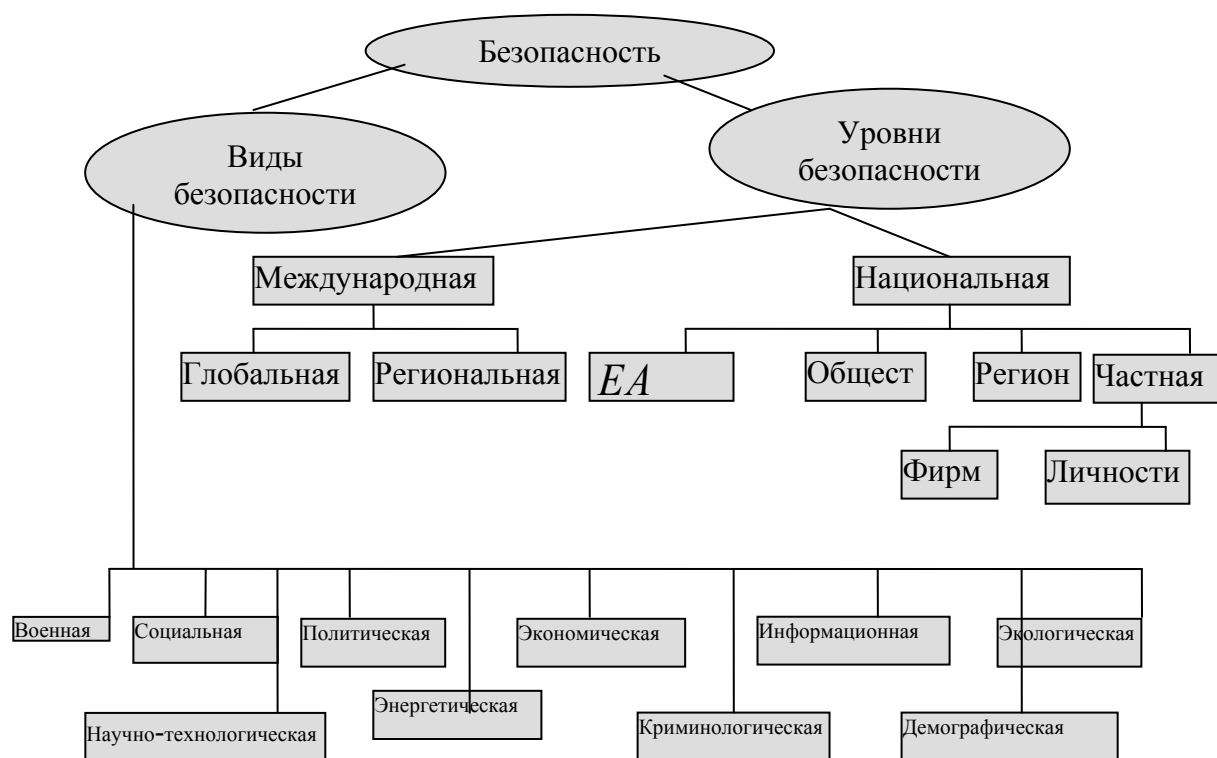 Безопасность
Виды
безопасности
Уровни
безопасности
Международная
Национальная
Глобальная
Региональная
EA
Общест
Регион
Частная
Фирм
Личности
Военная
Социальная
Политическая
Экономическая
Информационная
Экологическая
Научно-технологическая
Энергетическая
Криминологическая
Демографическая